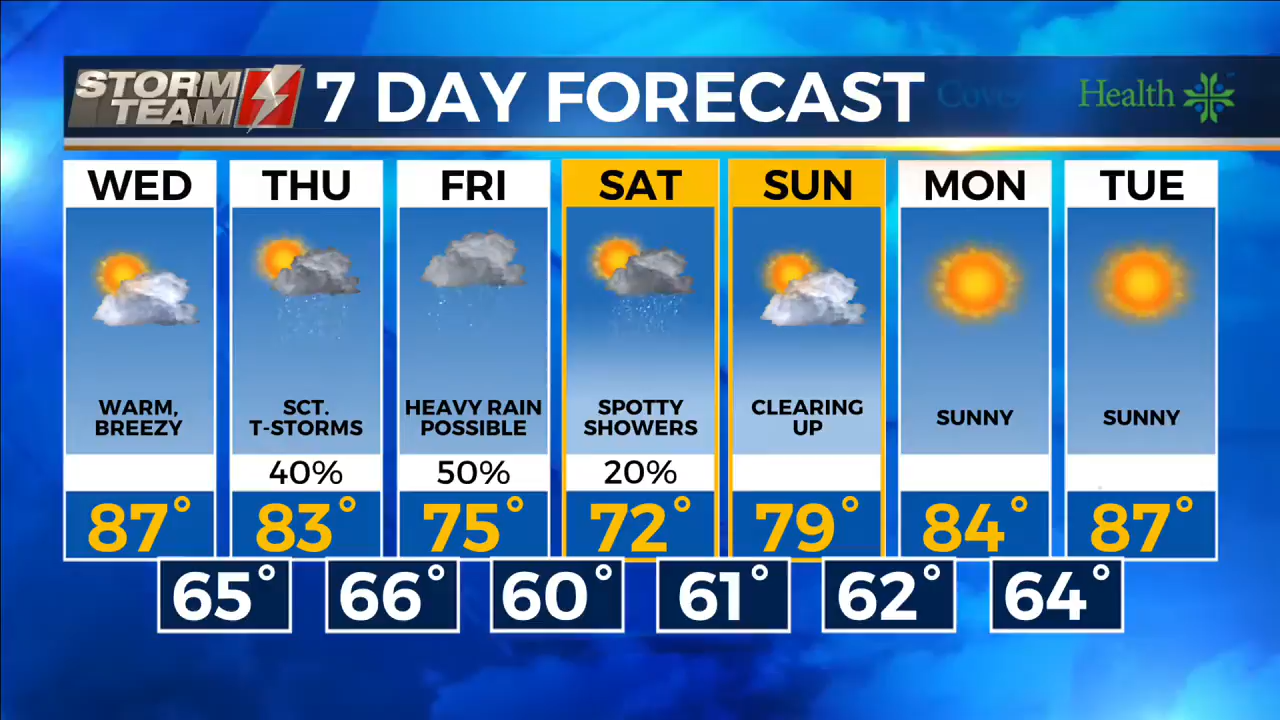 STORM TEAM 7 DAY FORECAST Health
WED THU FRI SAT SUN MON TUE
WARM, SCT. HEAVY RAIN SPOTTY CLEARING SUNNY SUNNY
BREEZY T-STORMS POSSIBLE SHOWERS UP
40% 50% 20%
87° 83° 75° 72° 79° 84° 87°
65° 66° 60° 61° 62° 64°